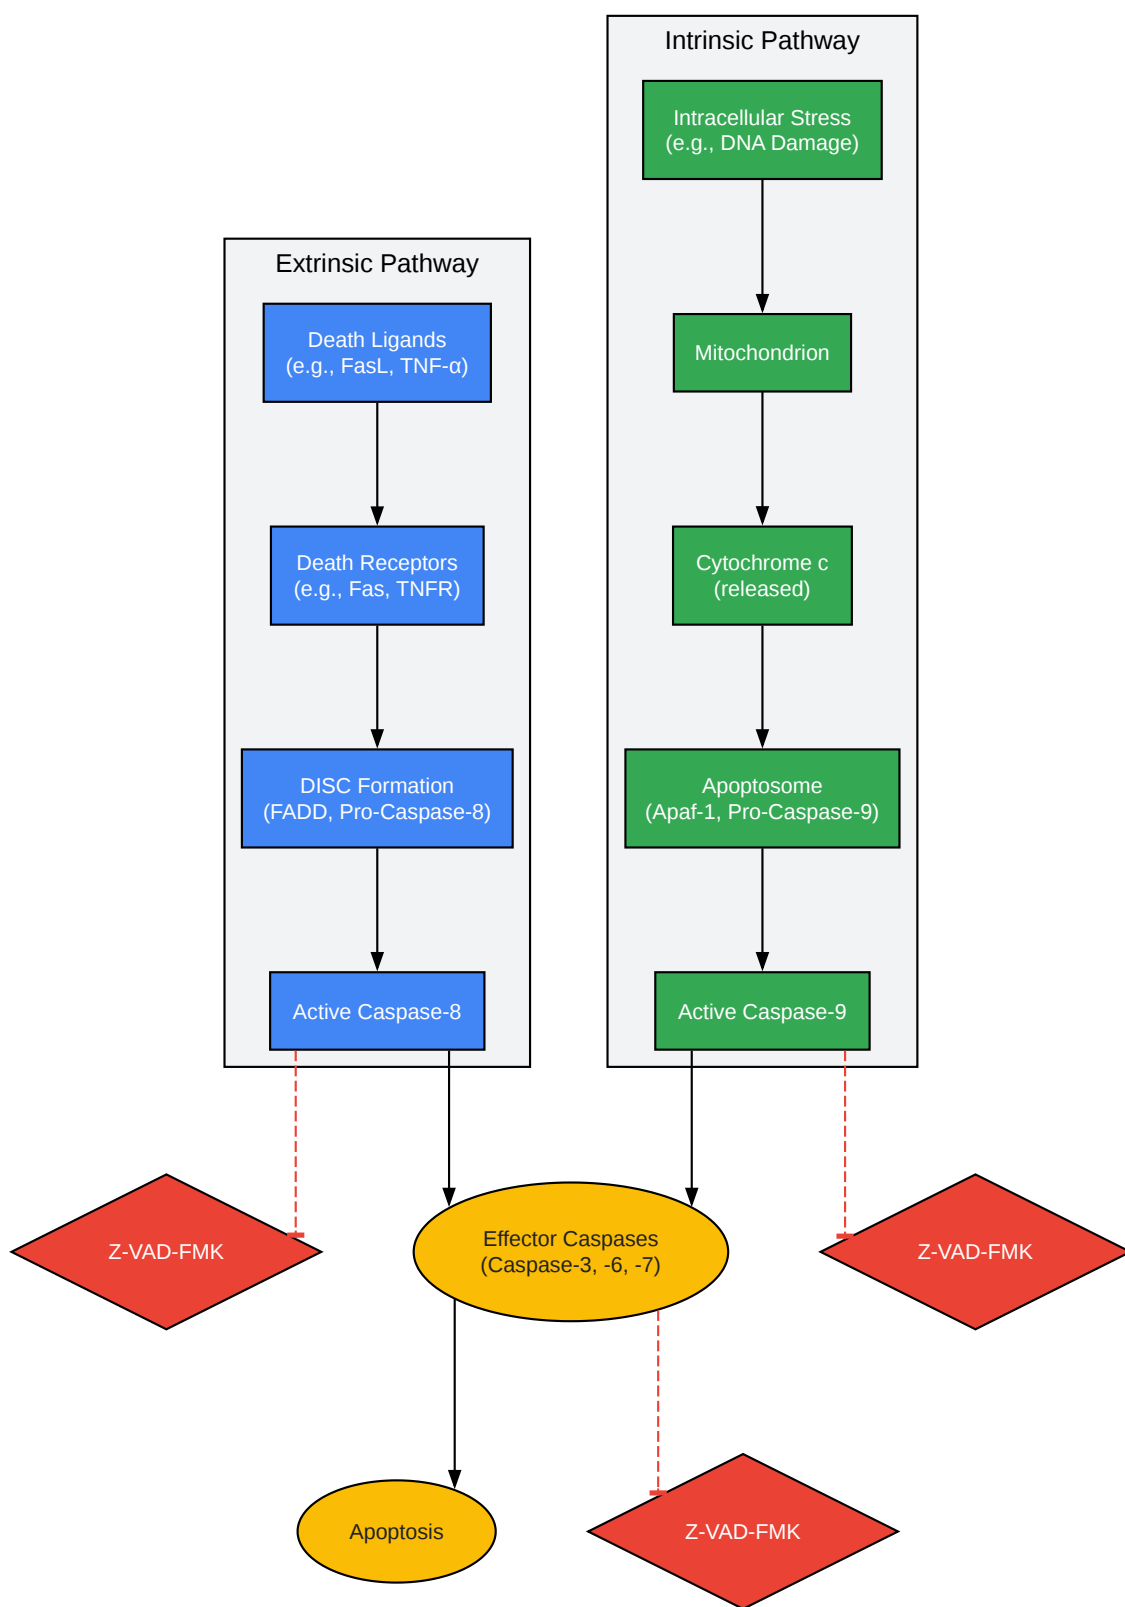 Intrinsic Pathway
Intracellular Stress
(e.g., DNA Damage)
Extrinsic Pathway
Death Ligands
(e.g., FasL, TNF-α)
Mitochondrion
Death Receptors
(e.g., Fas, TNFR)
Cytochrome c
(released)
DISC Formation
(FADD, Pro-Caspase-8)
Apoptosome
(Apaf-1, Pro-Caspase-9)
Active Caspase-8
Active Caspase-9
Z-VAD-FMK
Effector Caspases
(Caspase-3, -6, -7)
Z-VAD-FMK
Apoptosis
Z-VAD-FMK